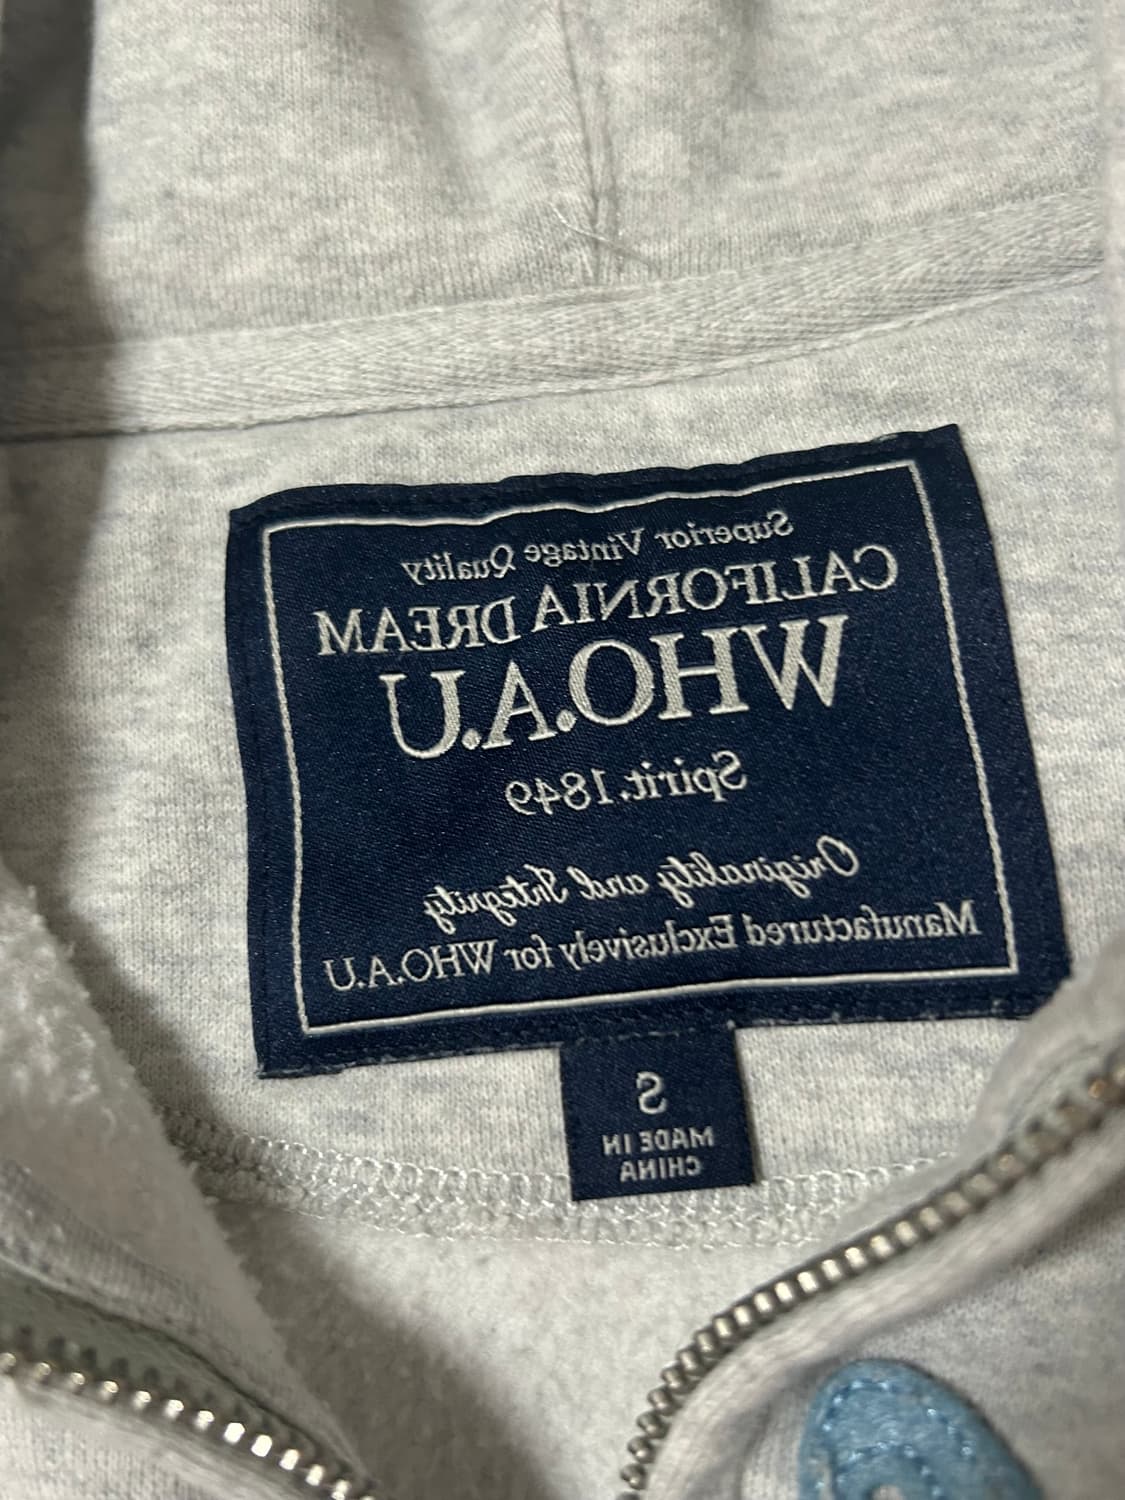 Superior Vintage Quality
CALIFORNIA DREAM
WHO.A.U
Spirit.1849
Originality and Integrity
Manufactured Exclusively for WHO.A.U
S
MADE IN
CHINA